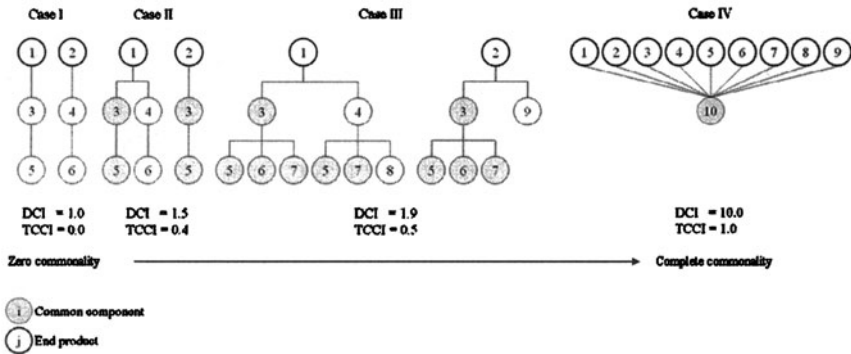 Case I Case II Case III Case IV
1 2 1 2 1 2 1 2 3 4 5 6 7 8 9
3 4 3 4 3 3 4 3 9 10
5 6 5 6 5 5 6 7 5 7 8 5 6 7
DCI = 1.0 DCI = 1.5 DCI = 1.9 DCI = 10.0
TCCI = 0.0 TCCI = 0.4 TCCI = 0.5 TCCI = 1.0
Zero commonality Complete commonality
i Common component
j End product